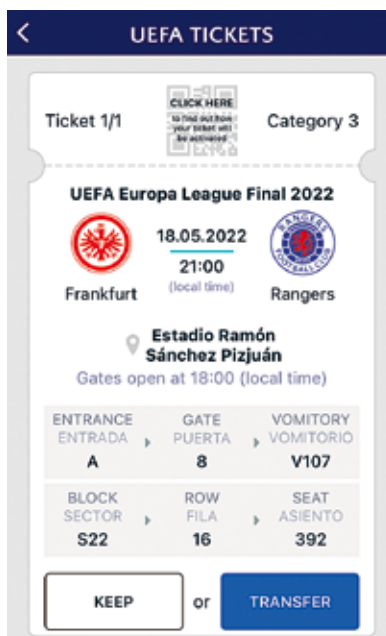 UEFA TICKETS
Ticket 1/1
CLICK HERE
to find out how
your ticket will
be activated
Category 3
UEFA Europa League Final 2022
18.05.2022
21:00
(local time)
Frankfurt
RANGERS
FOOTBALL CLUB
Rangers
Estadio Ramón
Sánchez Pizjuán
Gates open at 18:00 (local time)
ENTRANCE GATE VOMITORY
ENTRADA PUERTA VOMITORIO
A 8 V107
BLOCK ROW SEAT
SECTOR FILA ASIENTO
S22 16 392
KEEP or TRANSFER